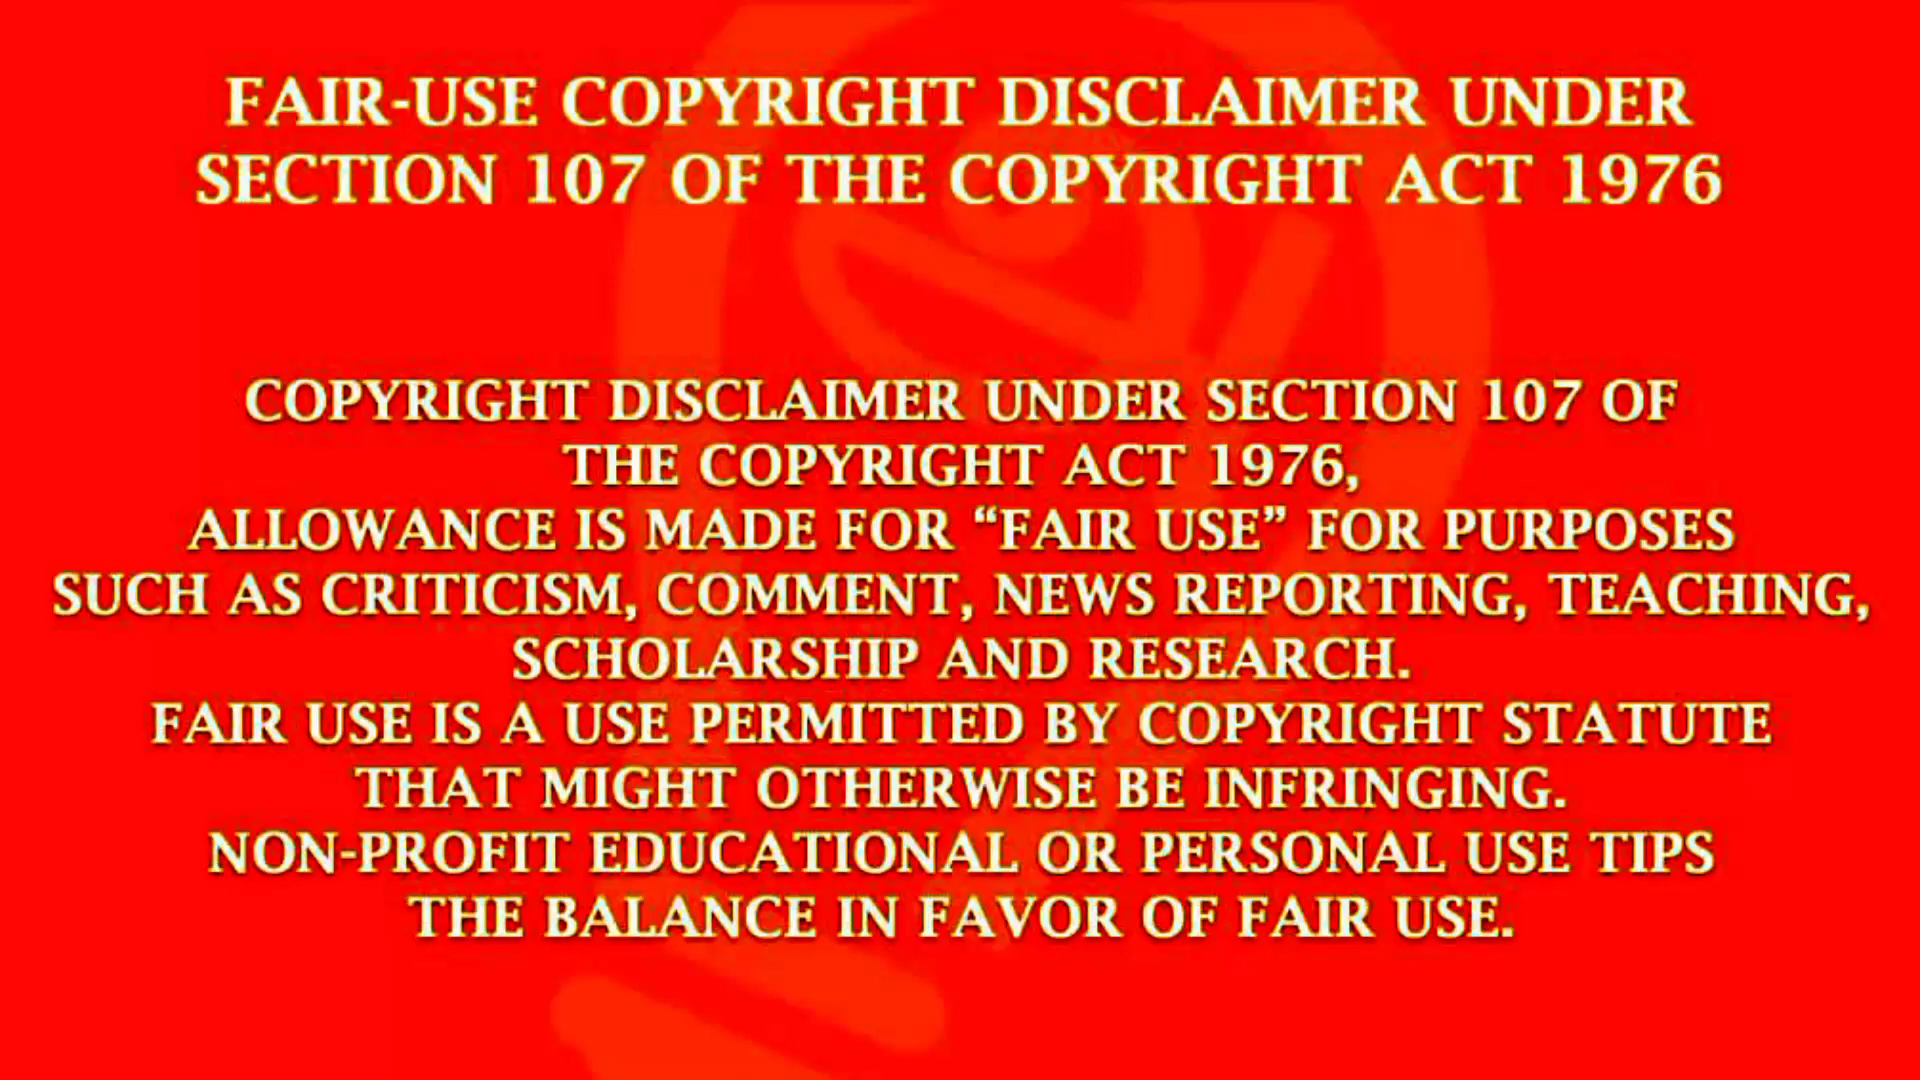 FAIR-USE COPYRIGHT DISCLAIMER UNDER
SECTION 107 OF THE COPYRIGHT ACT 1976
COPYRIGHT DISCLAIMER UNDER SECTION 107 OF
THE COPYRIGHT ACT 1976,
ALLOWANCE IS MADE FOR “FAIR USE” FOR PURPOSES
SUCH AS CRITICISM, COMMENT, NEWS REPORTING, TEACHING,
SCHOLARSHIP AND RESEARCH.
FAIR USE IS A USE PERMITTED BY COPYRIGHT STATUTE
THAT MIGHT OTHERWISE BE INFRINGING.
NON-PROFIT EDUCATIONAL OR PERSONAL USE TIPS
THE BALANCE IN FAVOR OF FAIR USE.